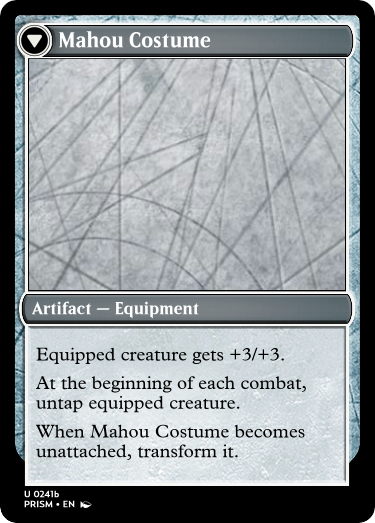 Mahou Costume
Artifact — Equipment
Equipped creature gets +3/+3.
At the beginning of each combat,
untap equipped creature.
When Mahou Costume becomes
unattached, transform it.
U 0241b
PRISM • EN